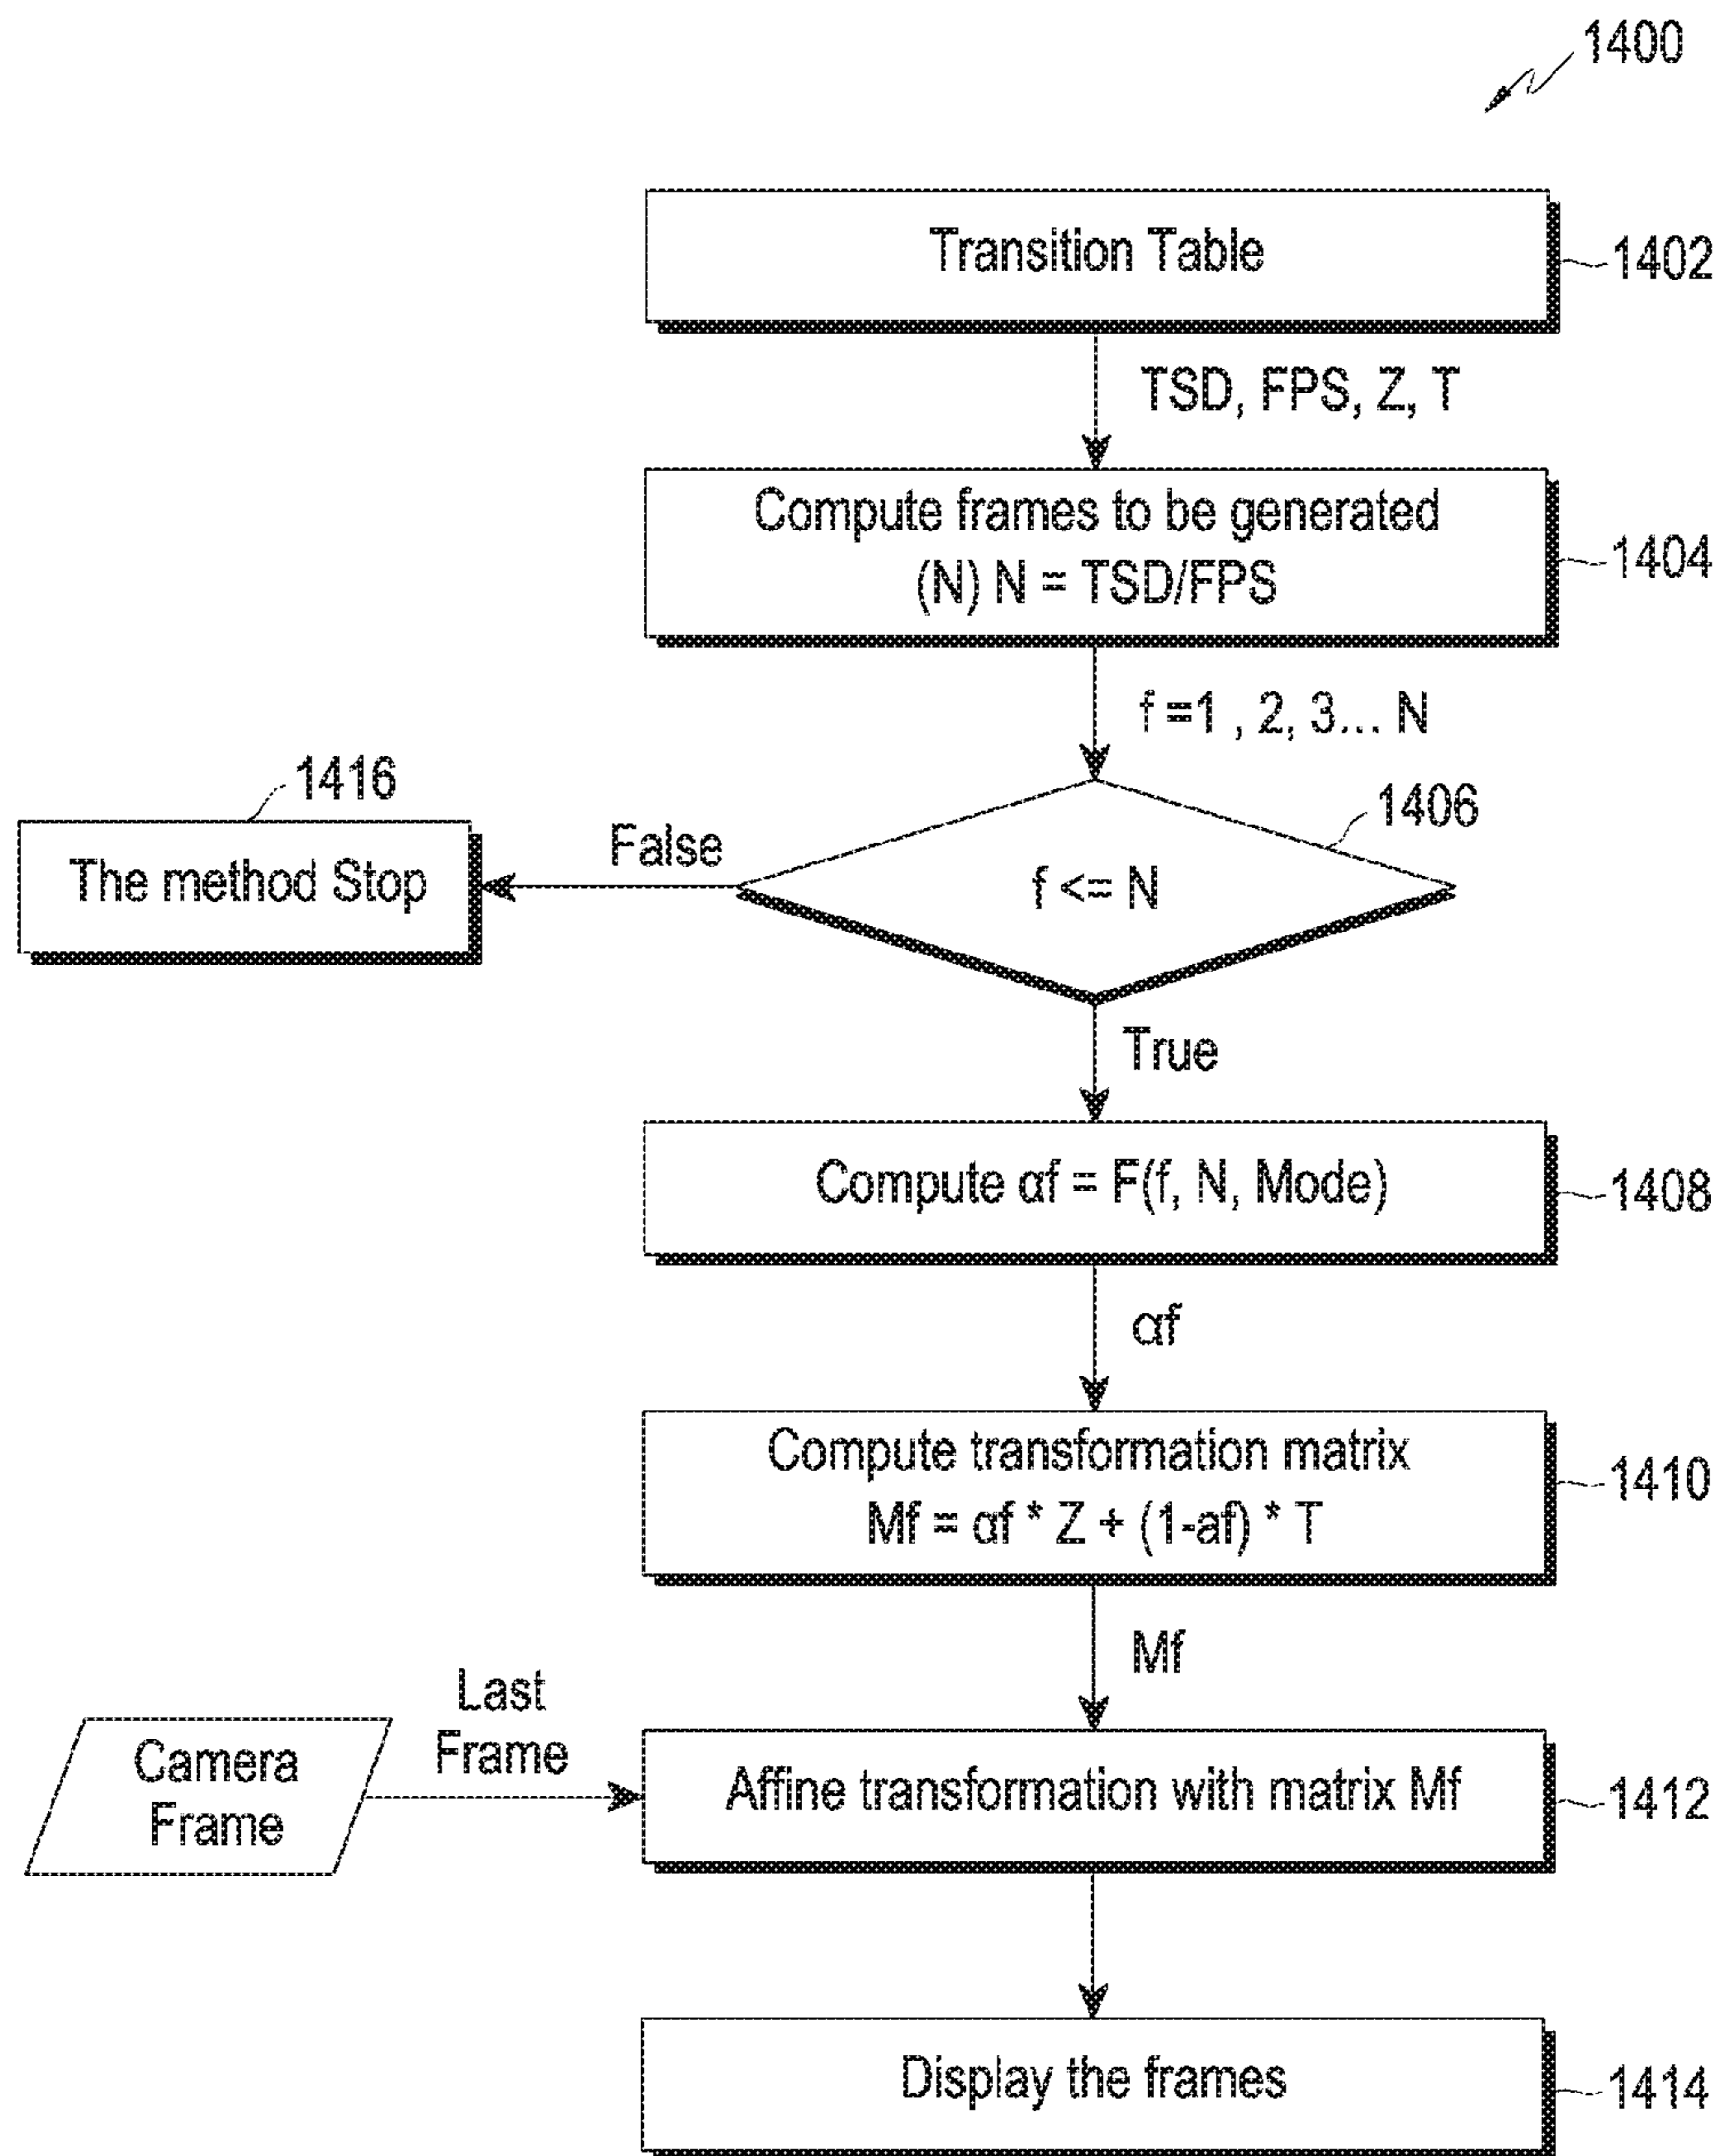 1400
Transition Table
1402
TSD, FPS, Z, T
Compute frames to be generated
(N) N = TSD/FPS
1404
f =1 , 2, 3... N
1416
1406
The method Stop
False
f <= N
True
Compute αf = F(f, N, Mode)
1408
αf
Compute transformation matrix
Mf = αf * Z + (1-af) * T
1410
Mf
Last
Frame
Camera
Frame
Affine transformation with matrix Mf
1412
Display the frames
1414